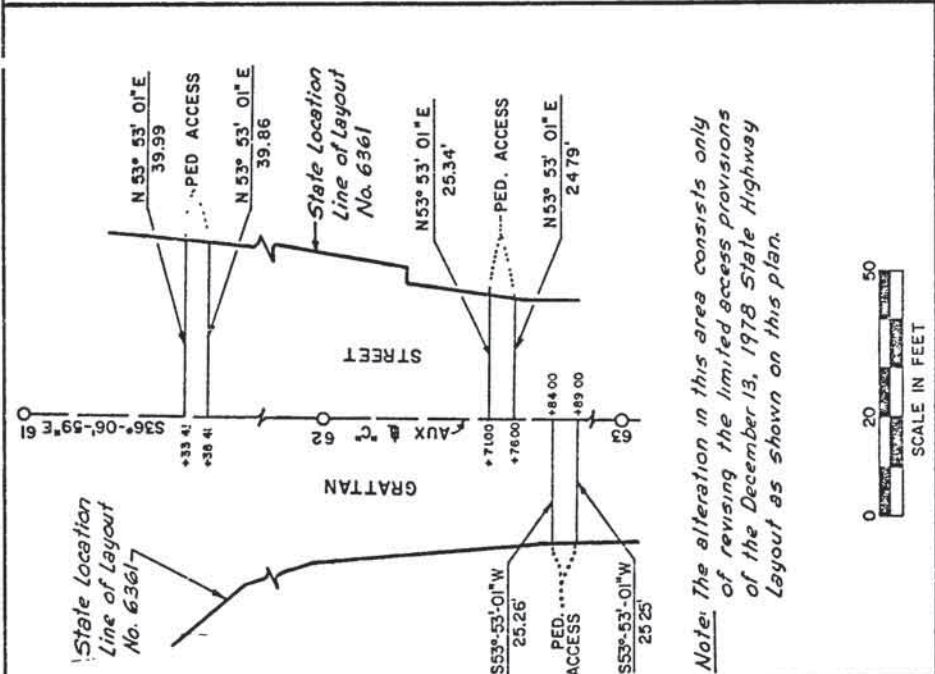 N 53° 53' 01" E
39.99
PED ACCESS
N 53° 53' 01" E
39.86
State Location
Line of Layout
No. 6361
N53° 53' 01" E
25.34'
PED. ACCESS
N53° 53' 01" E
24.79'
STREET
61
S36°-06'-59" E
+33.41
+38.41
62
AUX ⅊ "C"
+71.00
+76.00
+84.00
+89.00
63
GRATTAN
State Location
Line of Layout
No. 6361
S53°-53'-01" W
25.26'
PED.
ACCESS
S53°-53'-01" W
25.25'
Note: The alteration in this area consists only
of revising the limited access provisions
of the December 13, 1978 State Highway
Layout as shown on this plan.
0 20 50
SCALE IN FEET